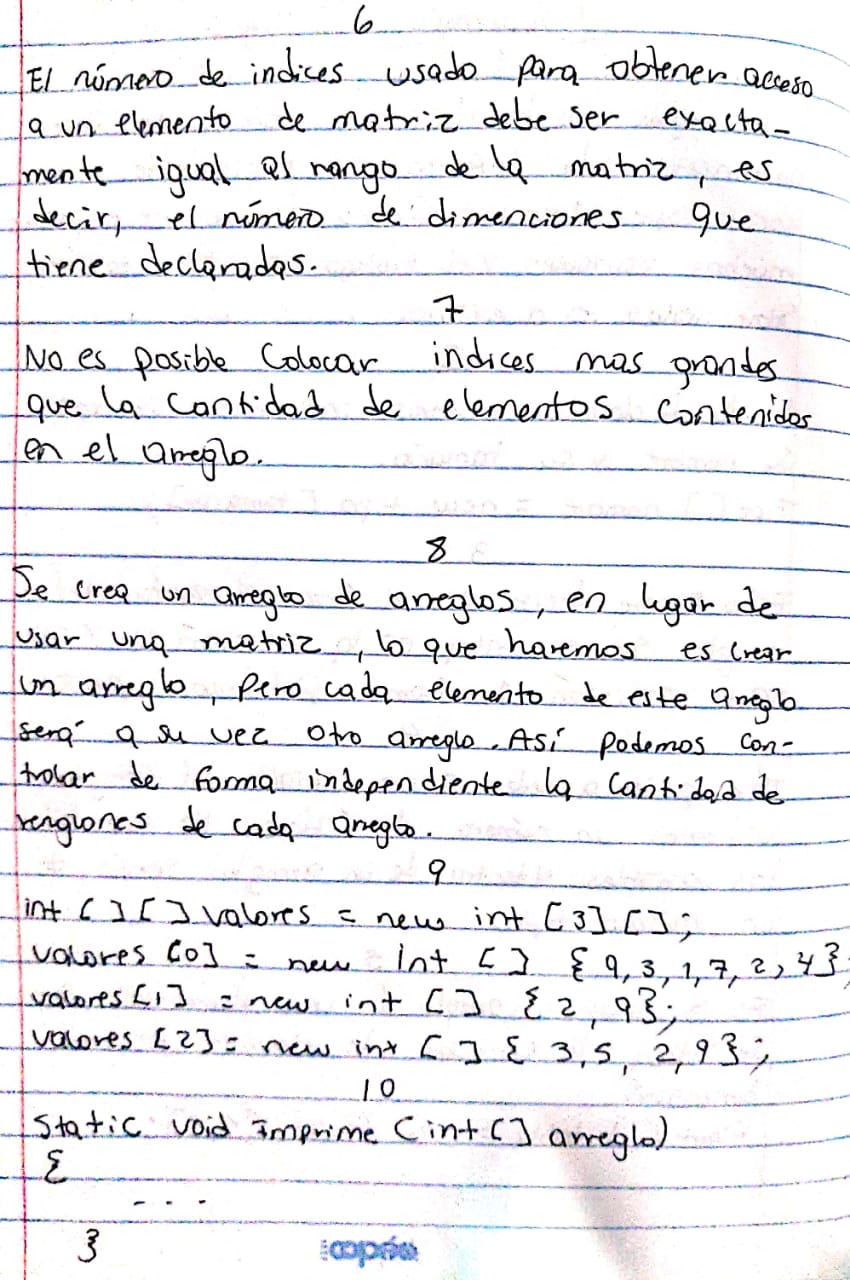 6
El número de indices usado para obtener acceso
a un elemento de matriz debe ser exacta-
mente igual al rango de la matriz, es
decir, el número de dimenciones que
tiene declaradas.
7
No es posible Colocar indices mas grandes
que la Cantidad de elementos contenidos
en el arreglo.
8
Se crea un arreglo de arreglos, en lugar de
usar una matriz, lo que haremos es crear
un arreglo, pero cada elemento de este arreglo
será a su vez otro arreglo. Así podemos con-
trolar de forma independiente la Cantidad de
renglones de cada arreglo.
9
int [ ] [ ] valores = new int [3] [ ];
valores [0] = new int [ ] { 9, 3, 1, 7, 2, 4};
valores [1] = new int [ ] { 2, 9};
valores [2] = new int [ ] { 3, 5, 2, 9};
10
static void Imprime (int [ ] arreglo)
{
- - - -
}